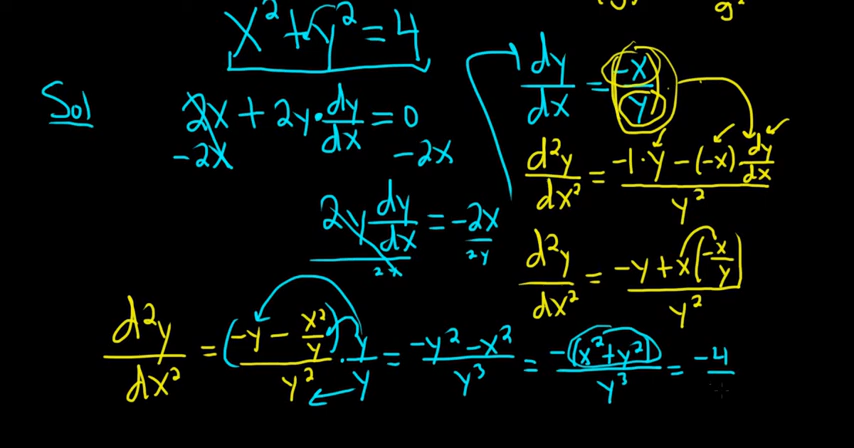 x² + y² = 4
Sol
2x + 2y · dy/dx = 0
-2x -2x
2y dy/dx = -2x
2x 2y
dy/dx = -x/y
d²y/dx² = (-1 · y - (-x) dy/dx)/y²
d²y/dx² = (-y + x(-x/y))/y²
d²y/dx² = (-y - x²/y)/y² · y/y = (-y² - x²)/y³ = -(x² + y²)/y³ = -4